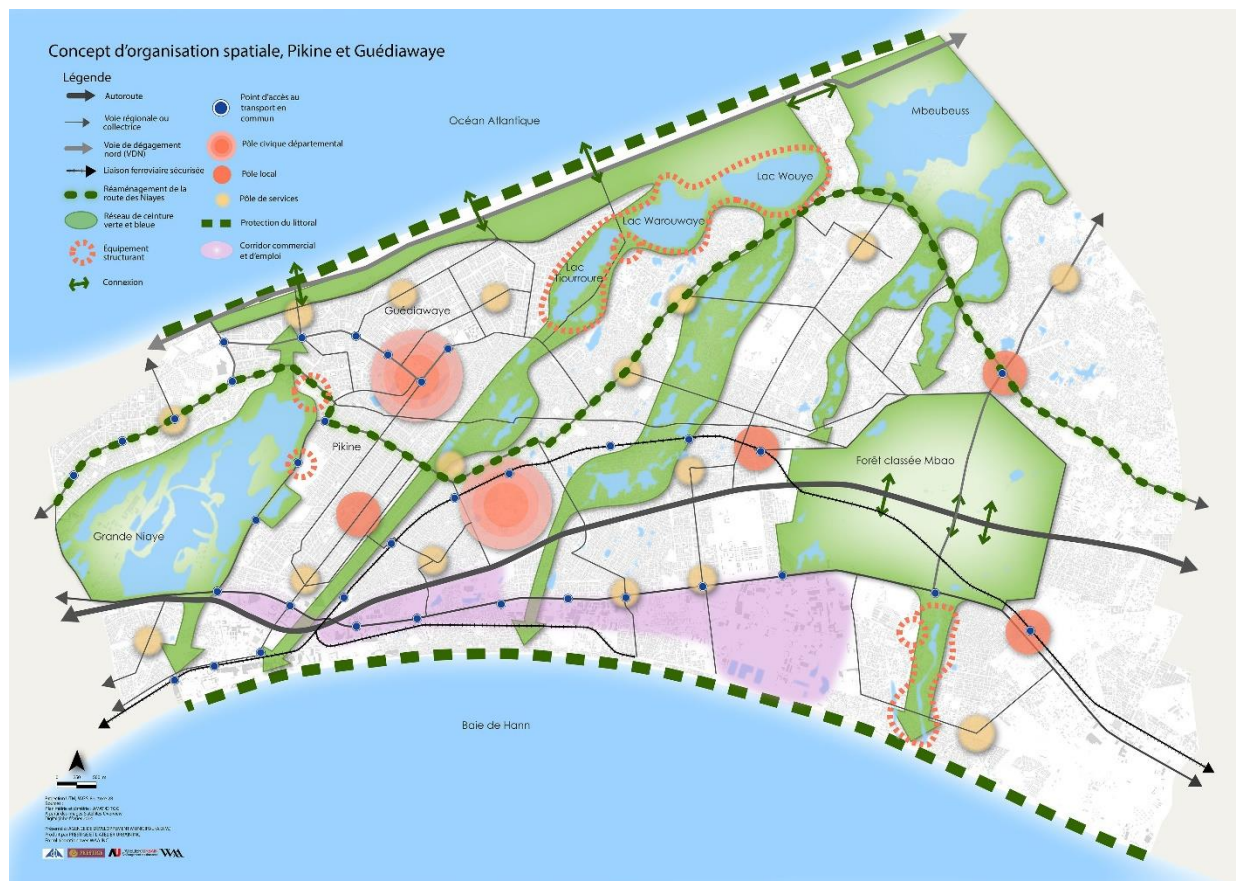 Concept d'organisation spatiale, Pikine et Guédiawaye
Légende
Autoroute
Voie régionale ou
collectrice
Voie de dégagement
nord (VDN)
Liaison ferroviaire sécurisée
Réaménagement de la
route des Niayes
Réseau de ceinture
verte et bleue
Équipement
structurant
Connexion
Point d'accès au
transport en
commun
Pôle civique départemental
Pole local
Pôle de services
Protection du littoral
Corridor commercial
et d'emploi
Océan Atlantique
Mbeubeuss
Lac Wouye
Lac Warouwaye
Lac
Tiourroure
Guédiawaye
Pikine
Grande Niaye
Forêt classée Mbao
Baie de Hann